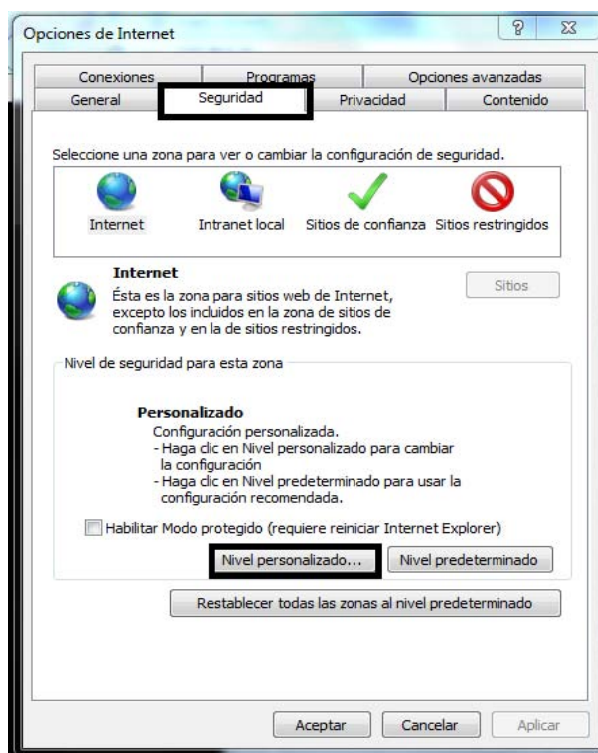 Opciones de Internet
Conexiones Programas Opciones avanzadas
General Seguridad Privacidad Contenido
Seleccione una zona para ver o cambiar la configuración de seguridad.
Internet Intranet local Sitios de confianza Sitios restringidos
Internet
Ésta es la zona para sitios web de Internet,
excepto los incluidos en la zona de sitios de
confianza y en la de sitios restringidos.
Sitios
Nivel de seguridad para esta zona
Personalizado
Configuración personalizada.
- Haga clic en Nivel personalizado para cambiar
la configuración
- Haga clic en Nivel predeterminado para usar la
configuración recomendada.
Habilitar Modo protegido (requiere reiniciar Internet Explorer)
Nivel personalizado... Nivel predeterminado
Restablecer todas las zonas al nivel predeterminado
Aceptar Cancelar Aplicar